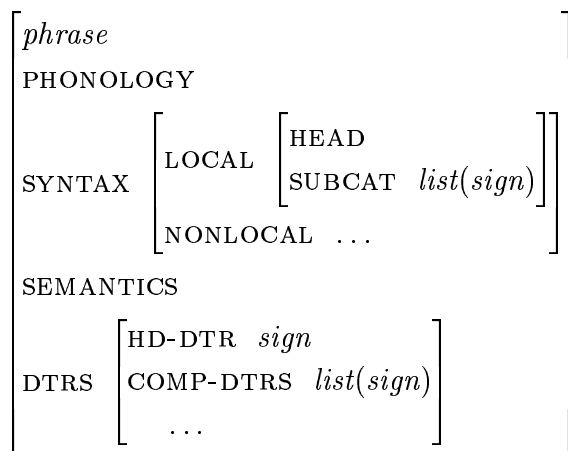 phrase
PHONOLOGY
SYNTAX LOCAL HEAD
SUBCAT list(sign)
NONLOCAL ...
SEMANTICS
DTRS HD-DTR sign
COMP-DTRS list(sign)
...